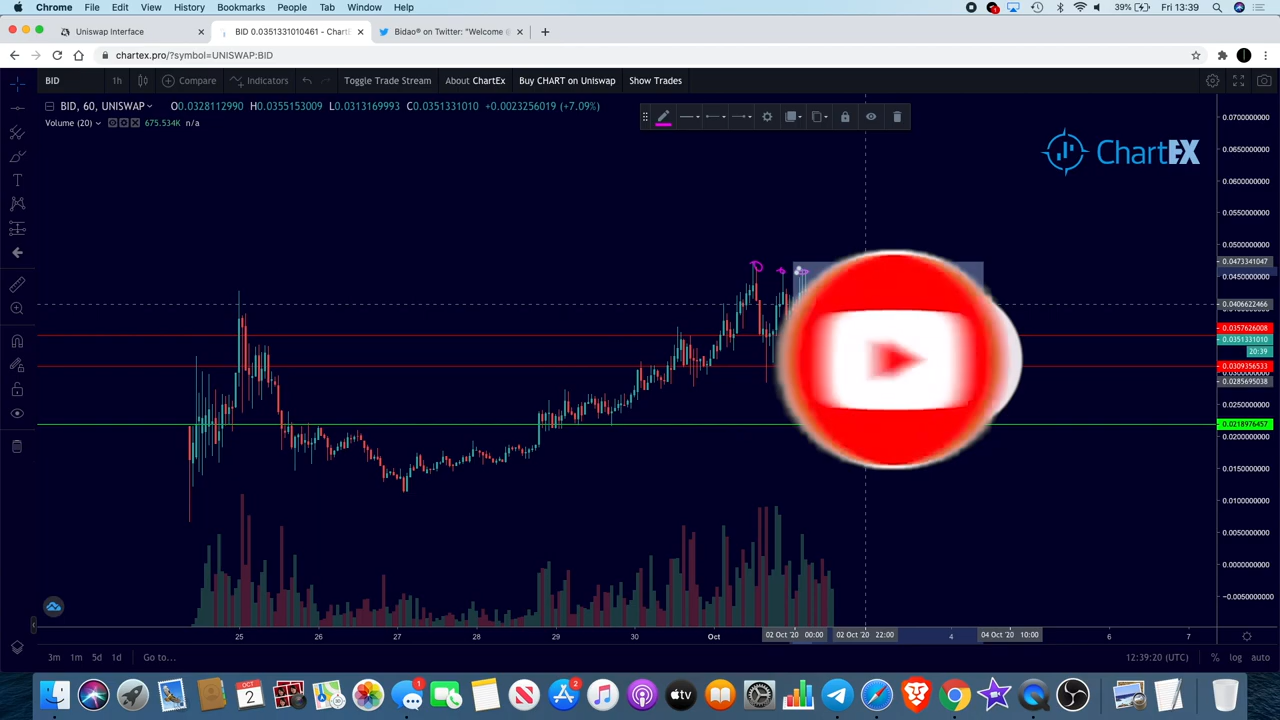 Chrome File Edit View History Bookmarks People Tab Window Help 1 39% Fri 13:39
Uniswap Interface BID 0.0351331010461 - ChartE Bidao® on Twitter: "Welcome
chartex.pro/?symbol=UNISWAP:BID
BID 1h Compare Indicators Toggle Trade Stream About ChartEx Buy CHART on Uniswap Show Trades
BID, 60, UNISWAP O0.0328112990 H0.0355153009 L0.0313169993 C0.0351331010 +0.0023256019 (+7.09%)
Volume (20) 675.534K n/a
ChartEX
0.0700000000
0.0650000000
0.0600000000
0.0550000000
0.0500000000
0.0473341047
0.0450000000
0.0406622466
0.0357626008
0.0351331010
20:39
0.0309356533
0.0285695038
0.0250000000
0.0218976457
0.0200000000
0.0150000000
0.0100000000
0.0050000000
0.0000000000
−0.0050000000
25 26 27 28 29 30 Oct 02 Oct '20 00:00 02 Oct '20 22:00 4 04 Oct '20 10:00 6 7
3m 1m 5d 1d Go to... 12:39:20 (UTC) % log auto
OCT 2 1 2 tv